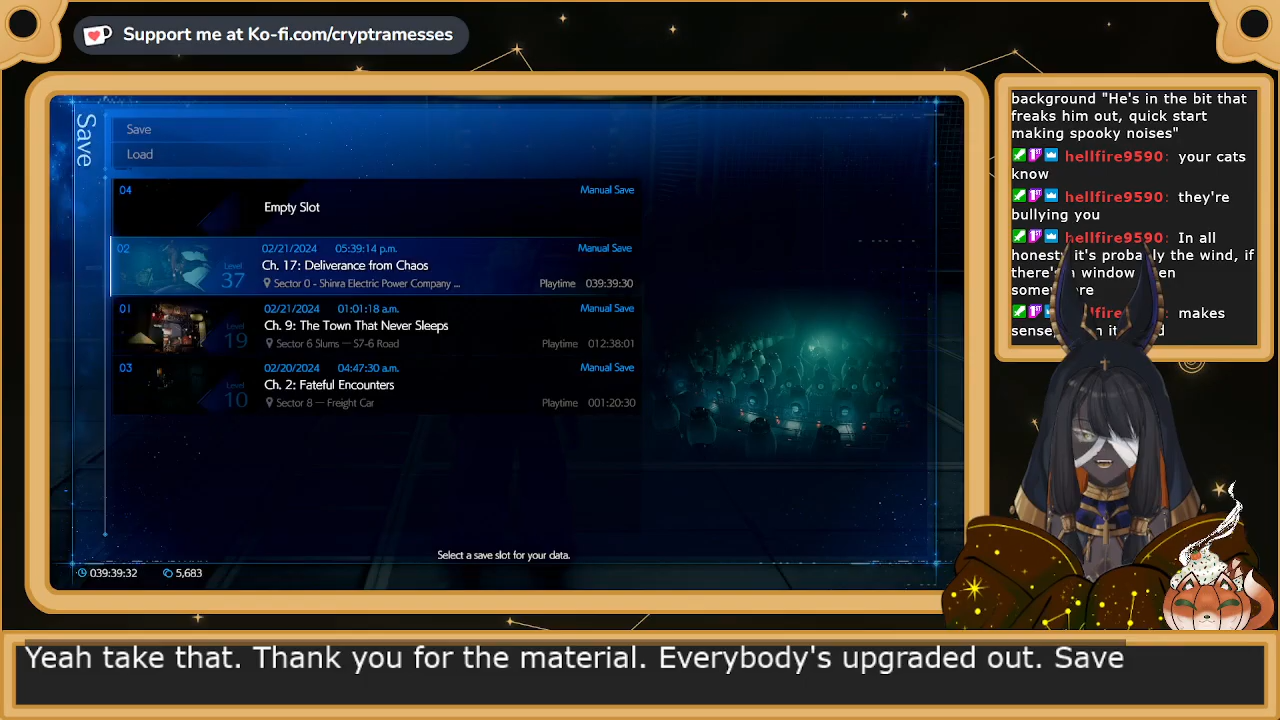 Support me at Ko-fi.com/cryptramesses
Save
Save
Load
04
Manual Save
Empty Slot
02
02/21/2024 05:39:14 p.m.
Manual Save
Ch. 17: Deliverance from Chaos
Level
37
Sector 0 - Shinra Electric Power Company ...
Playtime 039:39:30
01
02/21/2024 01:01:18 a.m.
Manual Save
Ch. 9: The Town That Never Sleeps
Level
19
Sector 6 Slums — S7-6 Road
Playtime 012:38:01
03
02/20/2024 04:47:30 a.m.
Manual Save
Ch. 2: Fateful Encounters
Level
10
Sector 8 — Freight Car
Playtime 001:20:30
Select a save slot for your data.
039:39:32 5,683
background "He's in the bit that
freaks him out, quick start
making spooky noises"
hellfire9590: your cats
know
hellfire9590: they're
bullying you
hellfire9590: In all
honesty it's probably the wind, if
there's window
makes
Yeah take that. Thank you for the material. Everybody's upgraded out. Save